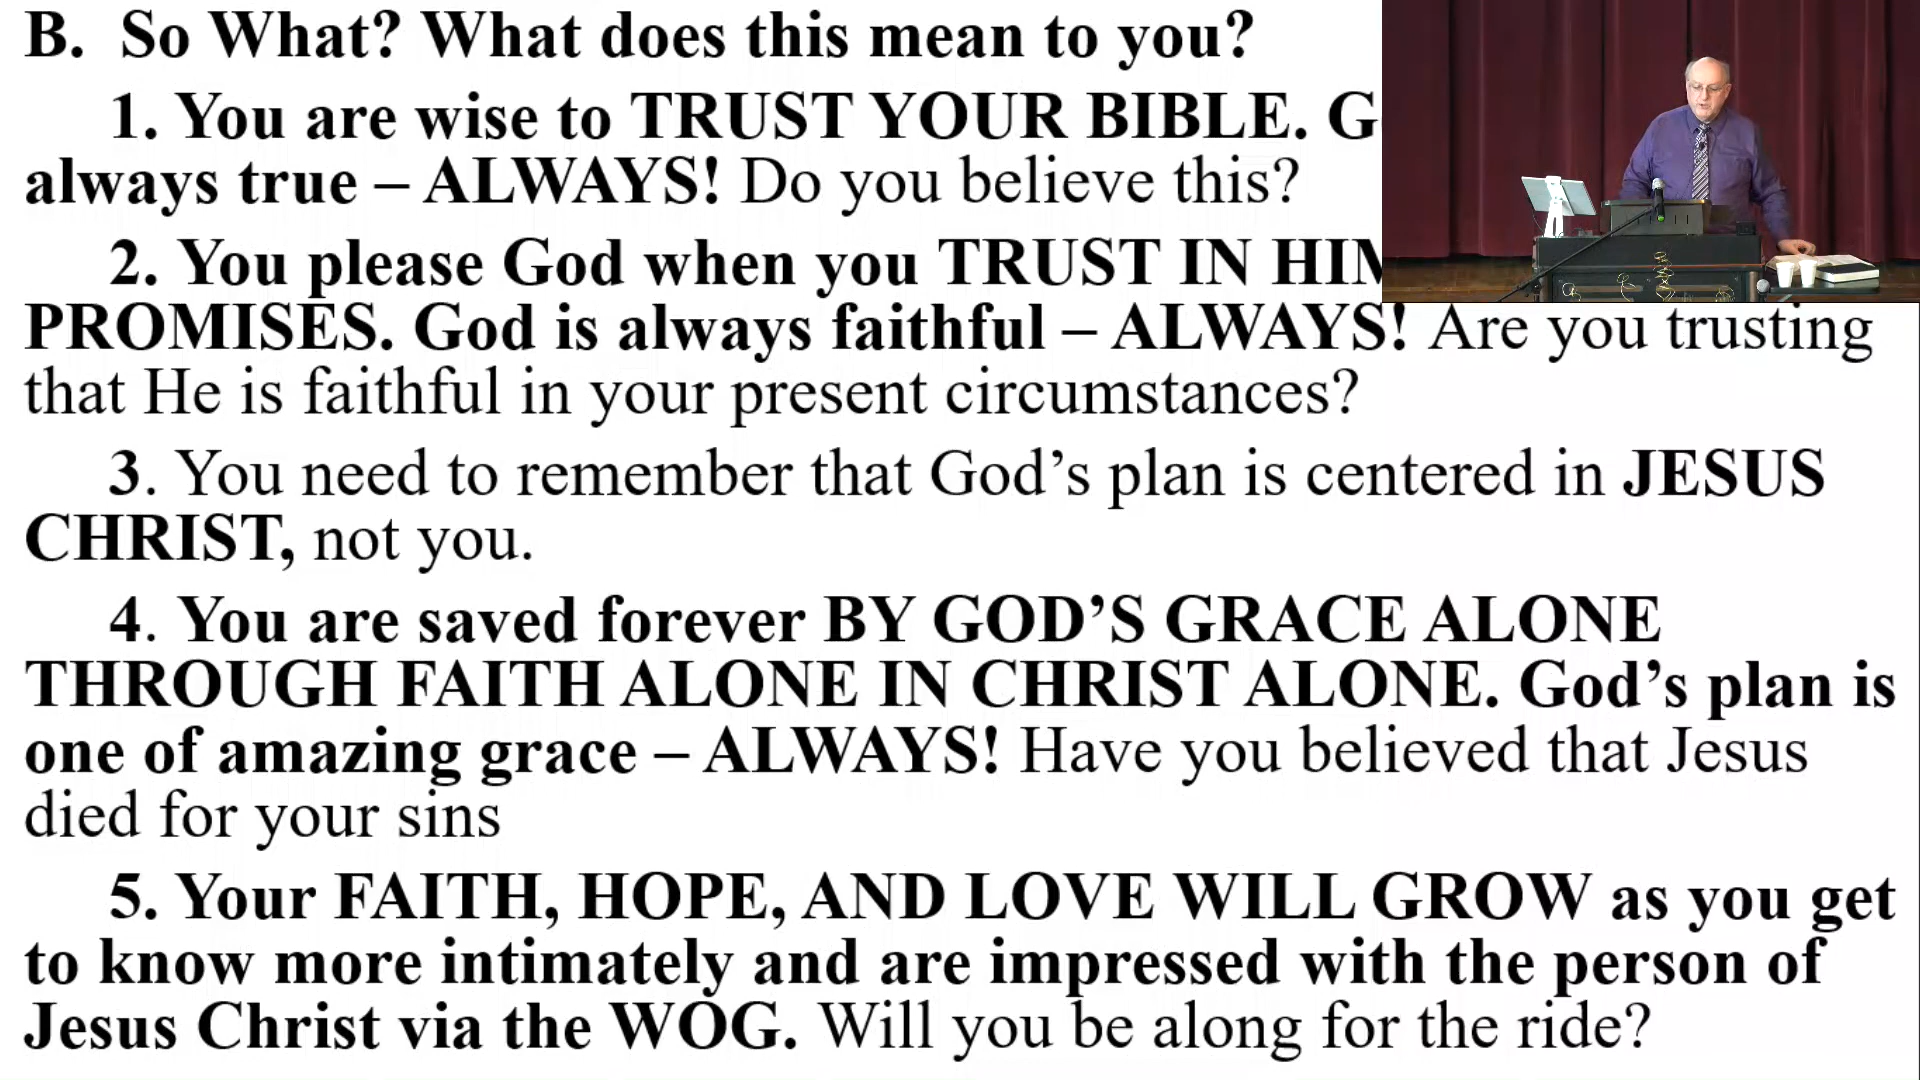 B. So What? What does this mean to you?
1. You are wise to TRUST YOUR BIBLE.
always true – ALWAYS! Do you believe this?
2. You please God when you TRUST IN
PROMISES. God is always faithful – ALWAYS! Are you trusting
that He is faithful in your present circumstances?
3. You need to remember that God’s plan is centered in JESUS
CHRIST, not you.
4. You are saved forever BY GOD’S GRACE ALONE
THROUGH FAITH ALONE IN CHRIST ALONE. God’s plan is
one of amazing grace – ALWAYS! Have you believed that Jesus
died for your sins
5. Your FAITH, HOPE, AND LOVE WILL GROW as you get
to know more intimately and are impressed with the person of
Jesus Christ via the WOG. Will you be along for the ride?